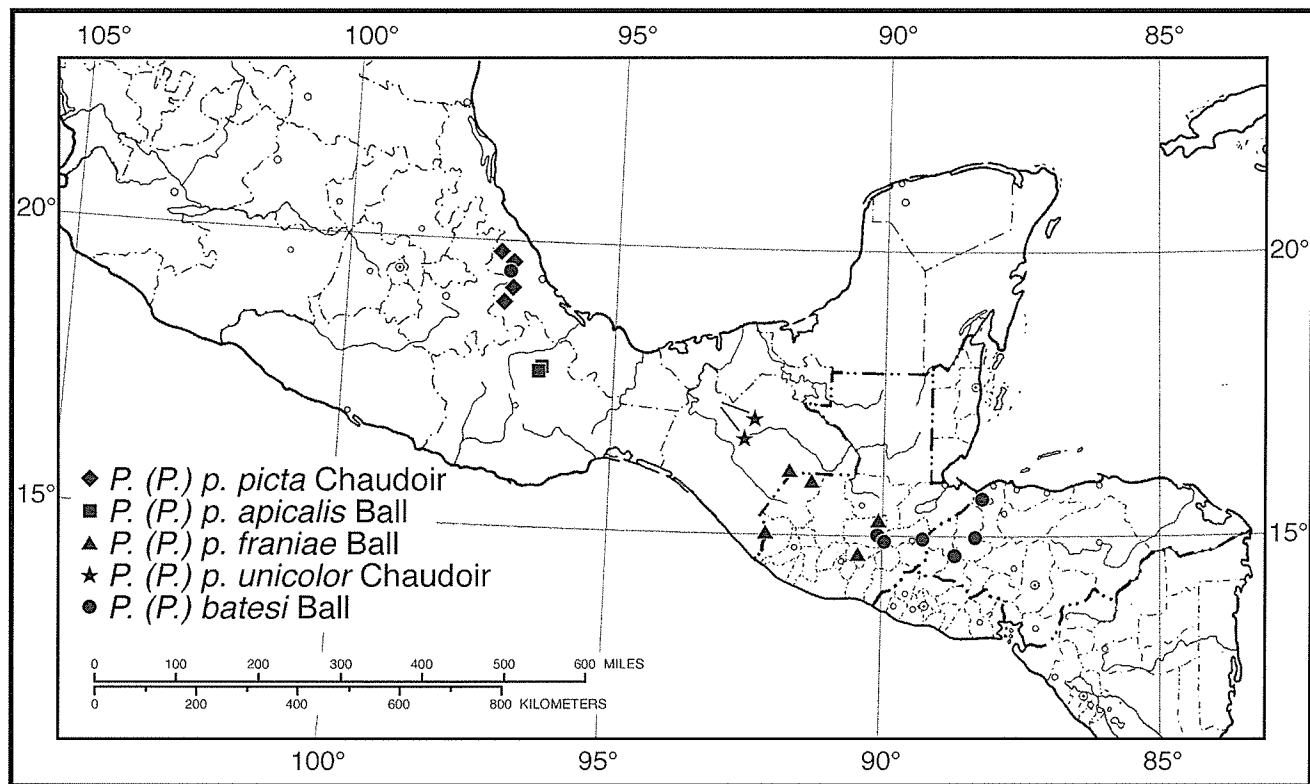 105° 100° 95° 90° 85°
20° 20°
◆ P. (P.) p. picta Chaudoir
■ P. (P.) p. apicalis Ball
▲ P. (P.) p. franiae Ball
★ P. (P.) p. unicolor Chaudoir
● P. (P.) batesi Ball
15° 15°
0 100 200 300 400 500 600 MILES
0 200 400 600 800 KILOMETERS
100° 95° 90° 85°